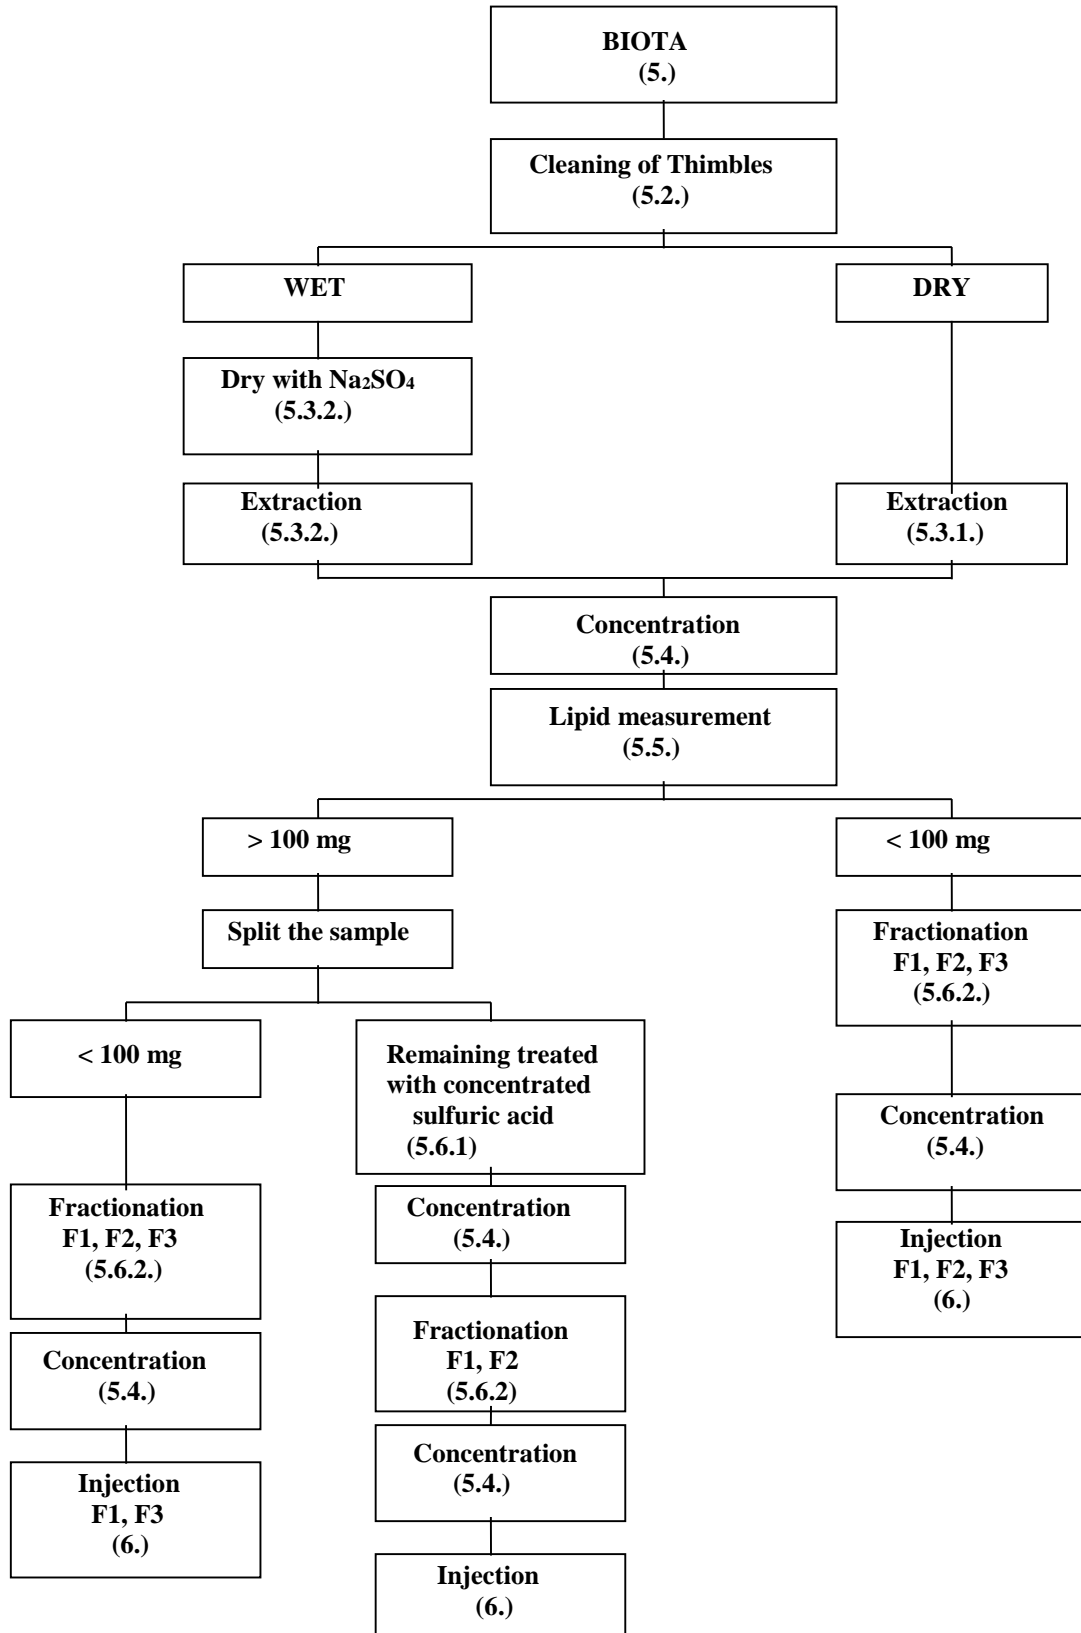 BIOTA
(5.)
Cleaning of Thimbles
(5.2.)
WET
DRY
Dry with Na₂SO₄
(5.3.2.)
Extraction
(5.3.2.)
Extraction
(5.3.1.)
Concentration
(5.4.)
Lipid measurement
(5.5.)
> 100 mg
< 100 mg
Split the sample
Fractionation
F1, F2, F3
(5.6.2.)
< 100 mg
Remaining treated
with concentrated
sulfuric acid
(5.6.1)
Concentration
(5.4.)
Fractionation
F1, F2, F3
(5.6.2.)
Concentration
(5.4.)
Injection
F1, F2, F3
(6.)
Fractionation
F1, F2
(5.6.2)
Concentration
(5.4.)
Concentration
(5.4.)
Injection
F1, F3
(6.)
Injection
(6.)